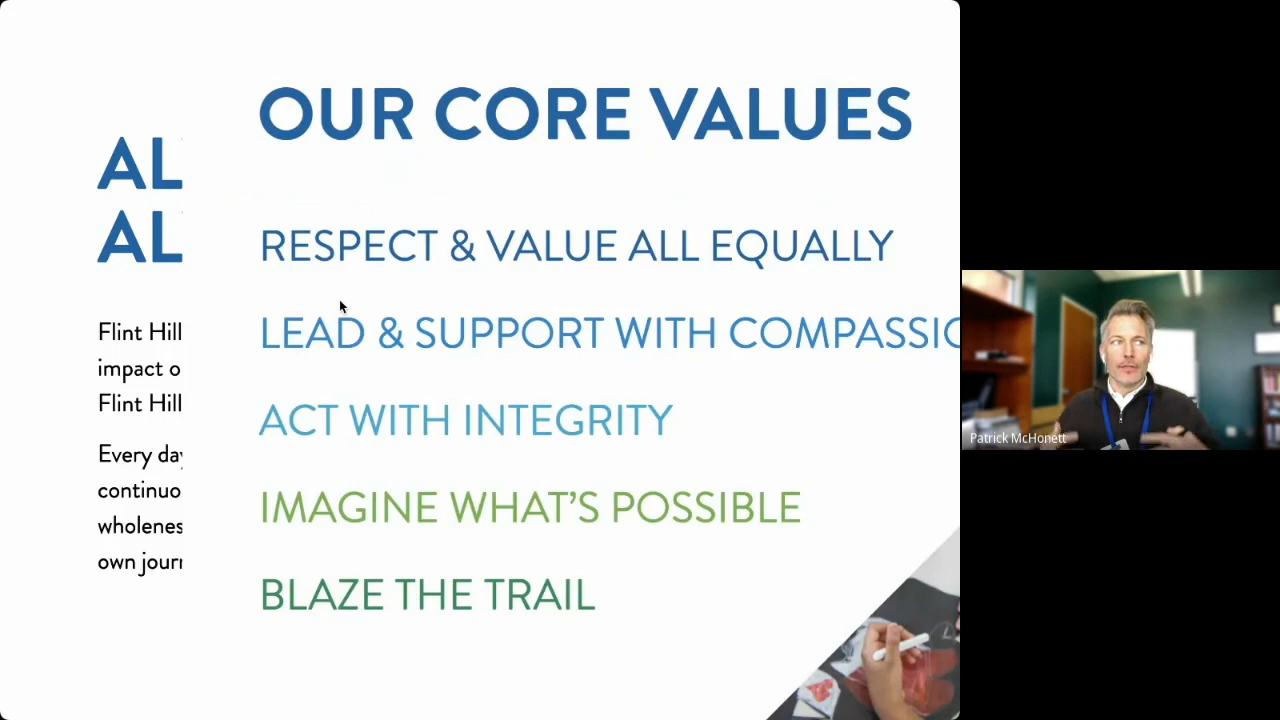 OUR CORE VALUES
RESPECT & VALUE ALL EQUALLY
LEAD & SUPPORT WITH COMPASSIO
ACT WITH INTEGRITY
IMAGINE WHAT’S POSSIBLE
BLAZE THE TRAIL
AL
AL
Flint Hill
impact o
Flint Hill
Every day
continuo
wholenes
own jour
Patrick McHonett